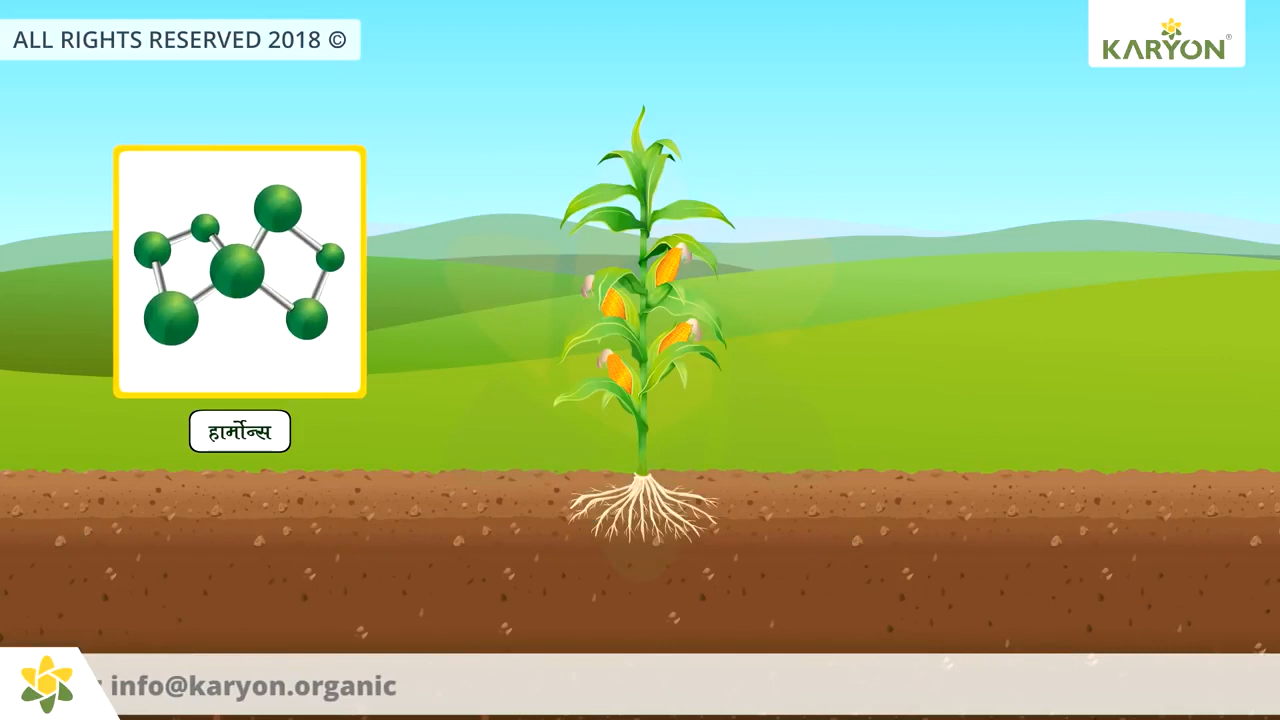 ALL RIGHTS RESERVED 2018 ©
KARYON®
हार्मोन्स
: info@karyon.organic